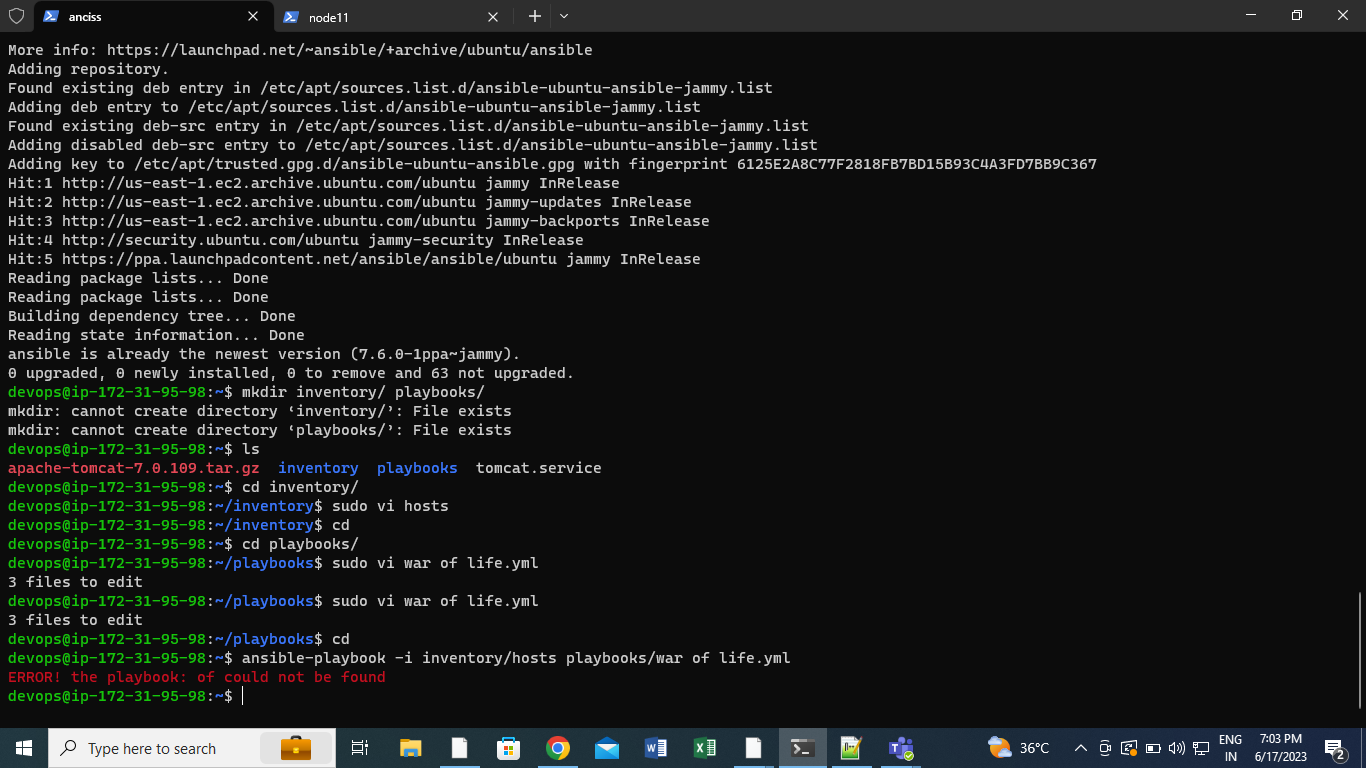 anciss
node11
More info: https://launchpad.net/~ansible/+archive/ubuntu/ansible
Adding repository.
Found existing deb entry in /etc/apt/sources.list.d/ansible-ubuntu-ansible-jammy.list
Adding deb entry to /etc/apt/sources.list.d/ansible-ubuntu-ansible-jammy.list
Found existing deb-src entry in /etc/apt/sources.list.d/ansible-ubuntu-ansible-jammy.list
Adding disabled deb-src entry to /etc/apt/sources.list.d/ansible-ubuntu-ansible-jammy.list
Adding key to /etc/apt/trusted.gpg.d/ansible-ubuntu-ansible.gpg with fingerprint 6125E2A8C77F2818FB7BD15B93C4A3FD7BB9C367
Hit:1 http://us-east-1.ec2.archive.ubuntu.com/ubuntu jammy InRelease
Hit:2 http://us-east-1.ec2.archive.ubuntu.com/ubuntu jammy-updates InRelease
Hit:3 http://us-east-1.ec2.archive.ubuntu.com/ubuntu jammy-backports InRelease
Hit:4 http://security.ubuntu.com/ubuntu jammy-security InRelease
Hit:5 https://ppa.launchpadcontent.net/ansible/ansible/ubuntu jammy InRelease
Reading package lists... Done
Reading package lists... Done
Building dependency tree... Done
Reading state information... Done
ansible is already the newest version (7.6.0-1ppa~jammy).
0 upgraded, 0 newly installed, 0 to remove and 63 not upgraded.
devops@ip-172-31-95-98:~$ mkdir inventory/ playbooks/
mkdir: cannot create directory ‘inventory/’: File exists
mkdir: cannot create directory ‘playbooks/’: File exists
devops@ip-172-31-95-98:~$ ls
apache-tomcat-7.0.109.tar.gz  inventory  playbooks  tomcat.service
devops@ip-172-31-95-98:~$ cd inventory/
devops@ip-172-31-95-98:~/inventory$ sudo vi hosts
devops@ip-172-31-95-98:~/inventory$ cd
devops@ip-172-31-95-98:~$ cd playbooks/
devops@ip-172-31-95-98:~/playbooks$ sudo vi war of life.yml
3 files to edit
devops@ip-172-31-95-98:~/playbooks$ sudo vi war of life.yml
3 files to edit
devops@ip-172-31-95-98:~/playbooks$ cd
devops@ip-172-31-95-98:~$ ansible-playbook -i inventory/hosts playbooks/war of life.yml
ERROR! the playbook: of could not be found
devops@ip-172-31-95-98:~$
Type here to search
36°C
ENG
IN
7:03 PM
6/17/2023
2